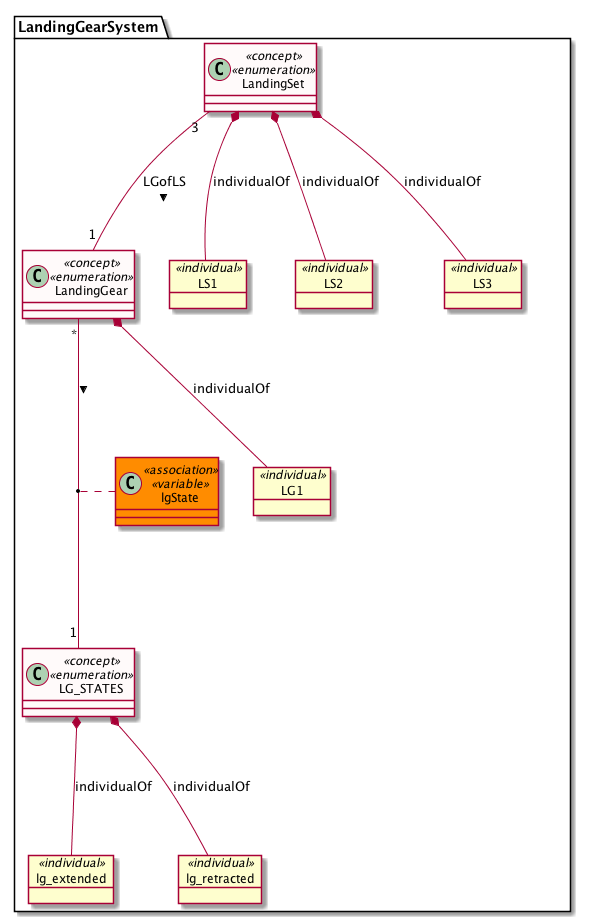 LandingGearSystem
«concept»
«enumeration»
C
LandingSet
3
LGofLS
individualOf
individualOf
individualOf
1
«concept»
«enumeration»
C
LandingGear
«individual»
LS1
«individual»
LS2
«individual»
LS3
*
individualOf
«association»
«variable»
C
lgState
«individual»
LG1
1
«concept»
«enumeration»
C
LG_STATES
individualOf
individualOf
«individual»
lg_extended
«individual»
lg_retracted